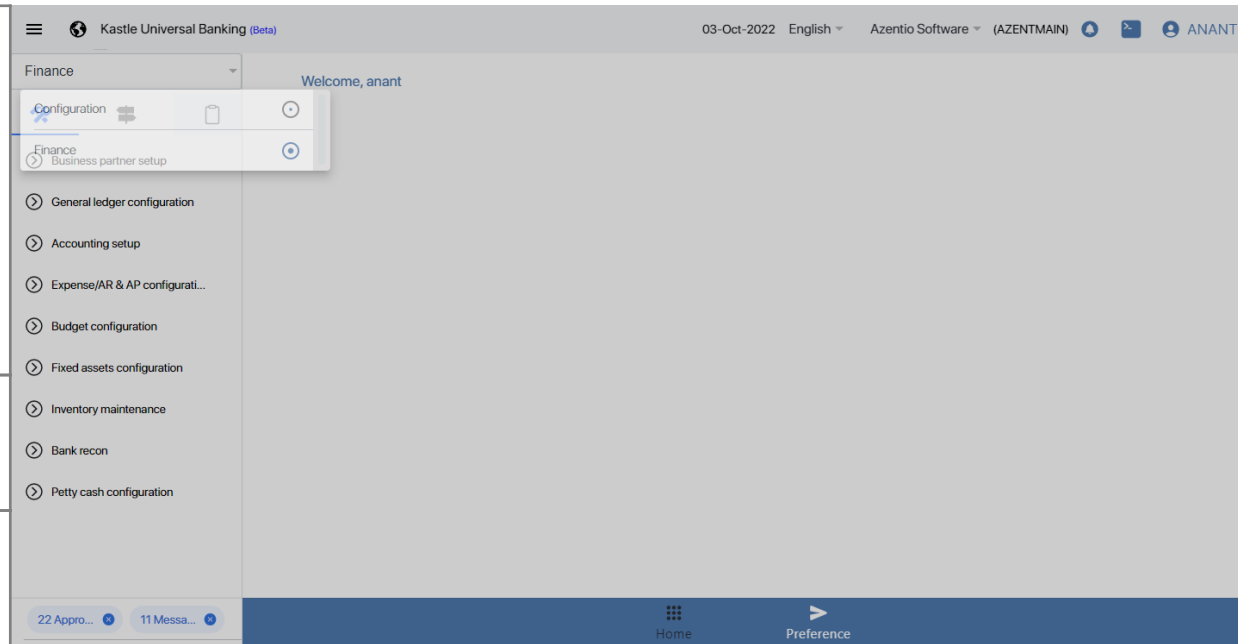 Kastle Universal Banking (Beta) 03-Oct-2022 English Azentio Software (AZENTMAIN) ANANT
Finance
Welcome, anant
Configuration
Finance
Business partner setup
General ledger configuration
Accounting setup
Expense/AR & AP configurati...
Budget configuration
Fixed assets configuration
Inventory maintenance
Bank recon
Petty cash configuration
22 Appro... 11 Messa...
Home Preference